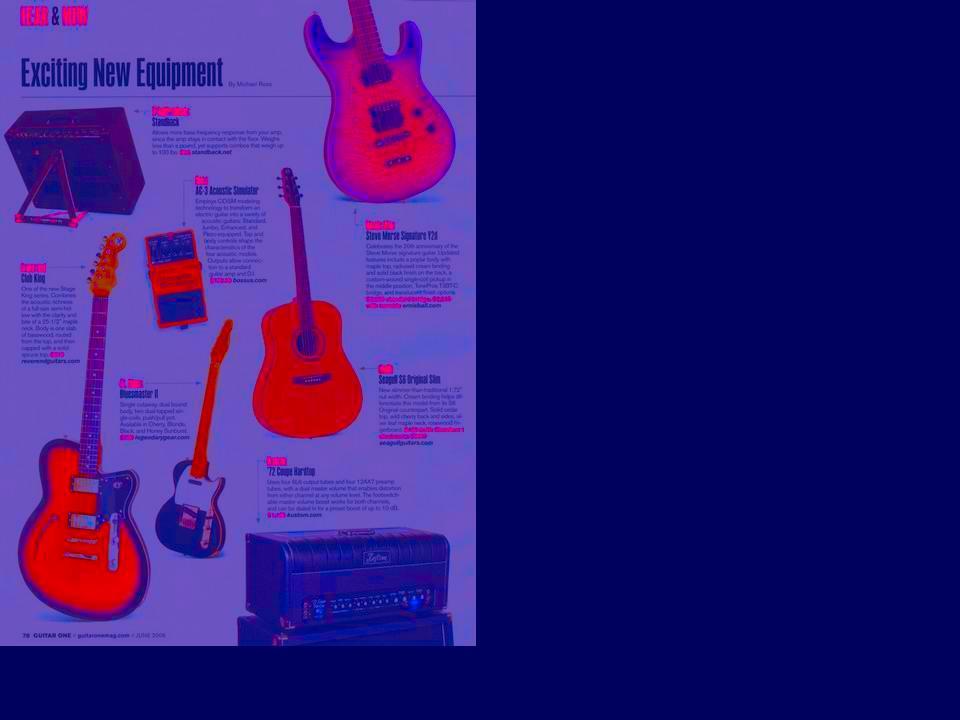 HEAR & NOW
Exciting New Equipment By Michael Ross
Standback
Allows more bass-frequency response from your amp,
since the amp stays in contact with the floor. Weighs
less than a pound, yet supports combos that weigh up
to 100 lbs. standback.net
AC-3 Acoustic Simulator
Employs COSM modeling
technology to transform an
electric guitar into a variety of
acoustic guitars: Standard,
Jumbo, Enhanced, and
Piezo-equipped. Top and
body controls shape the
characteristics of the
four acoustic models.
Outputs allow connec-
tion to a standard
guitar amp and D.I.
bossus.com
Steve Morse Signature Y2d
Celebrates the 20th anniversary of the
Steve Morse signature guitar. Updated
features include a poplar body with
maple top, radiused cream binding
and solid black finish on the back, a
custom-wound single-coil pickup in
the middle position, TonePros T3BT-C
bridge, and translucent finish options.
ernieball.com
Club King
One of the new Stage
King series. Combines
the acoustic richness
of a full-size semi-hol-
low with the clarity and
bite of a 25 1/2" maple
neck. Body is one slab
of basswood, routed
from the top, and then
capped with a solid
spruce top.
reverendguitars.com
Bluesmaster II
Single cutaway, dual bound
body, two dual-tapped sin-
gle-coils, push/pull pot.
Available in Cherry, Blonde,
Black, and Honey Sunburst.
legendarygear.com
Seagull S6 Original Slim
New slimmer-than-traditional 1.72"
nut width. Cream binding helps dif-
ferentiate this model from its S6
Original counterpart. Solid cedar
top, wild cherry back and sides, sil-
ver leaf maple neck, rosewood fin-
gerboard.
seagullguitars.com
'72 Coupe Hardtop
Uses four 6L6 output tubes and four 12AX7 preamp
tubes, with a dual master volume that enables distortion
from either channel at any volume level. The footswitch-
able master volume boost works for both channels,
and can be dialed in for a preset boost of up to 10 dB.
kustom.com
Kustom
78 GUITAR ONE / guitaronemag.com / JUNE 2006